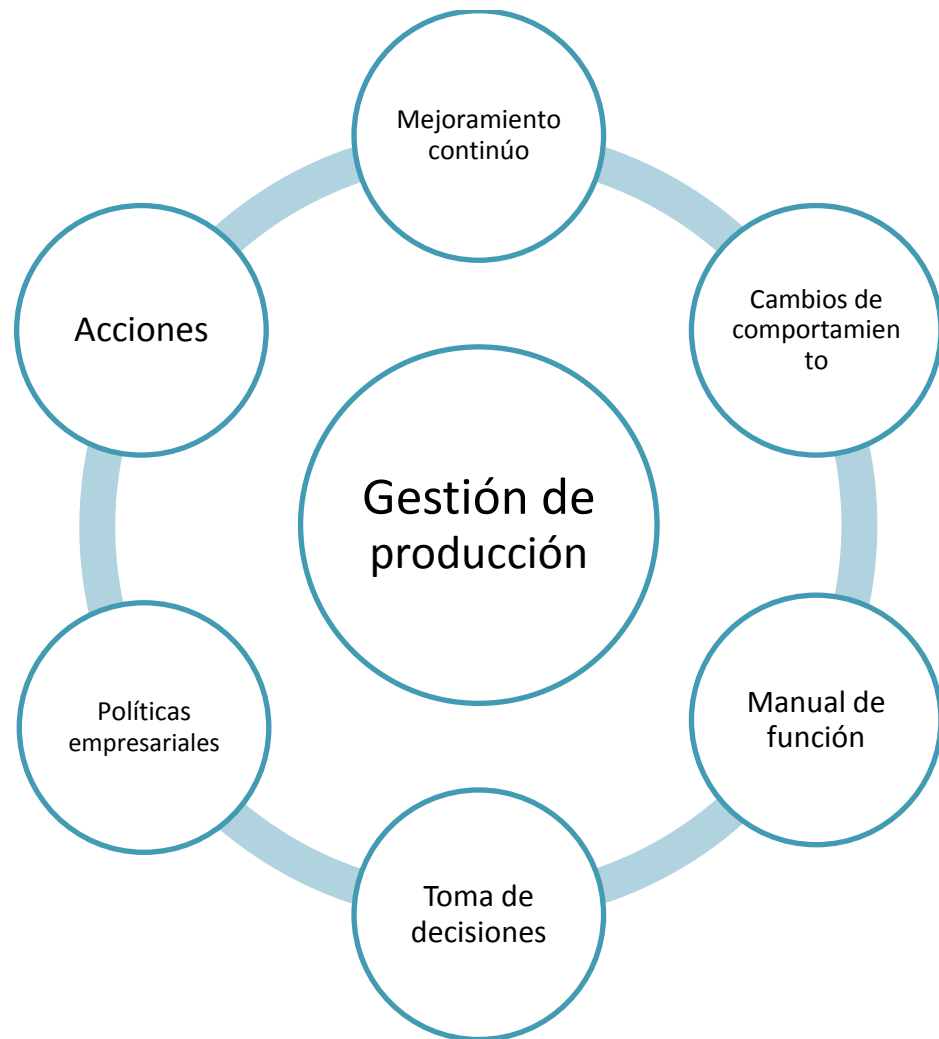 Mejoramiento
continúo
Cambios de
comportamien
to
Manual de
función
Toma de
decisiones
Políticas
empresariales
Acciones
Gestión de
producción